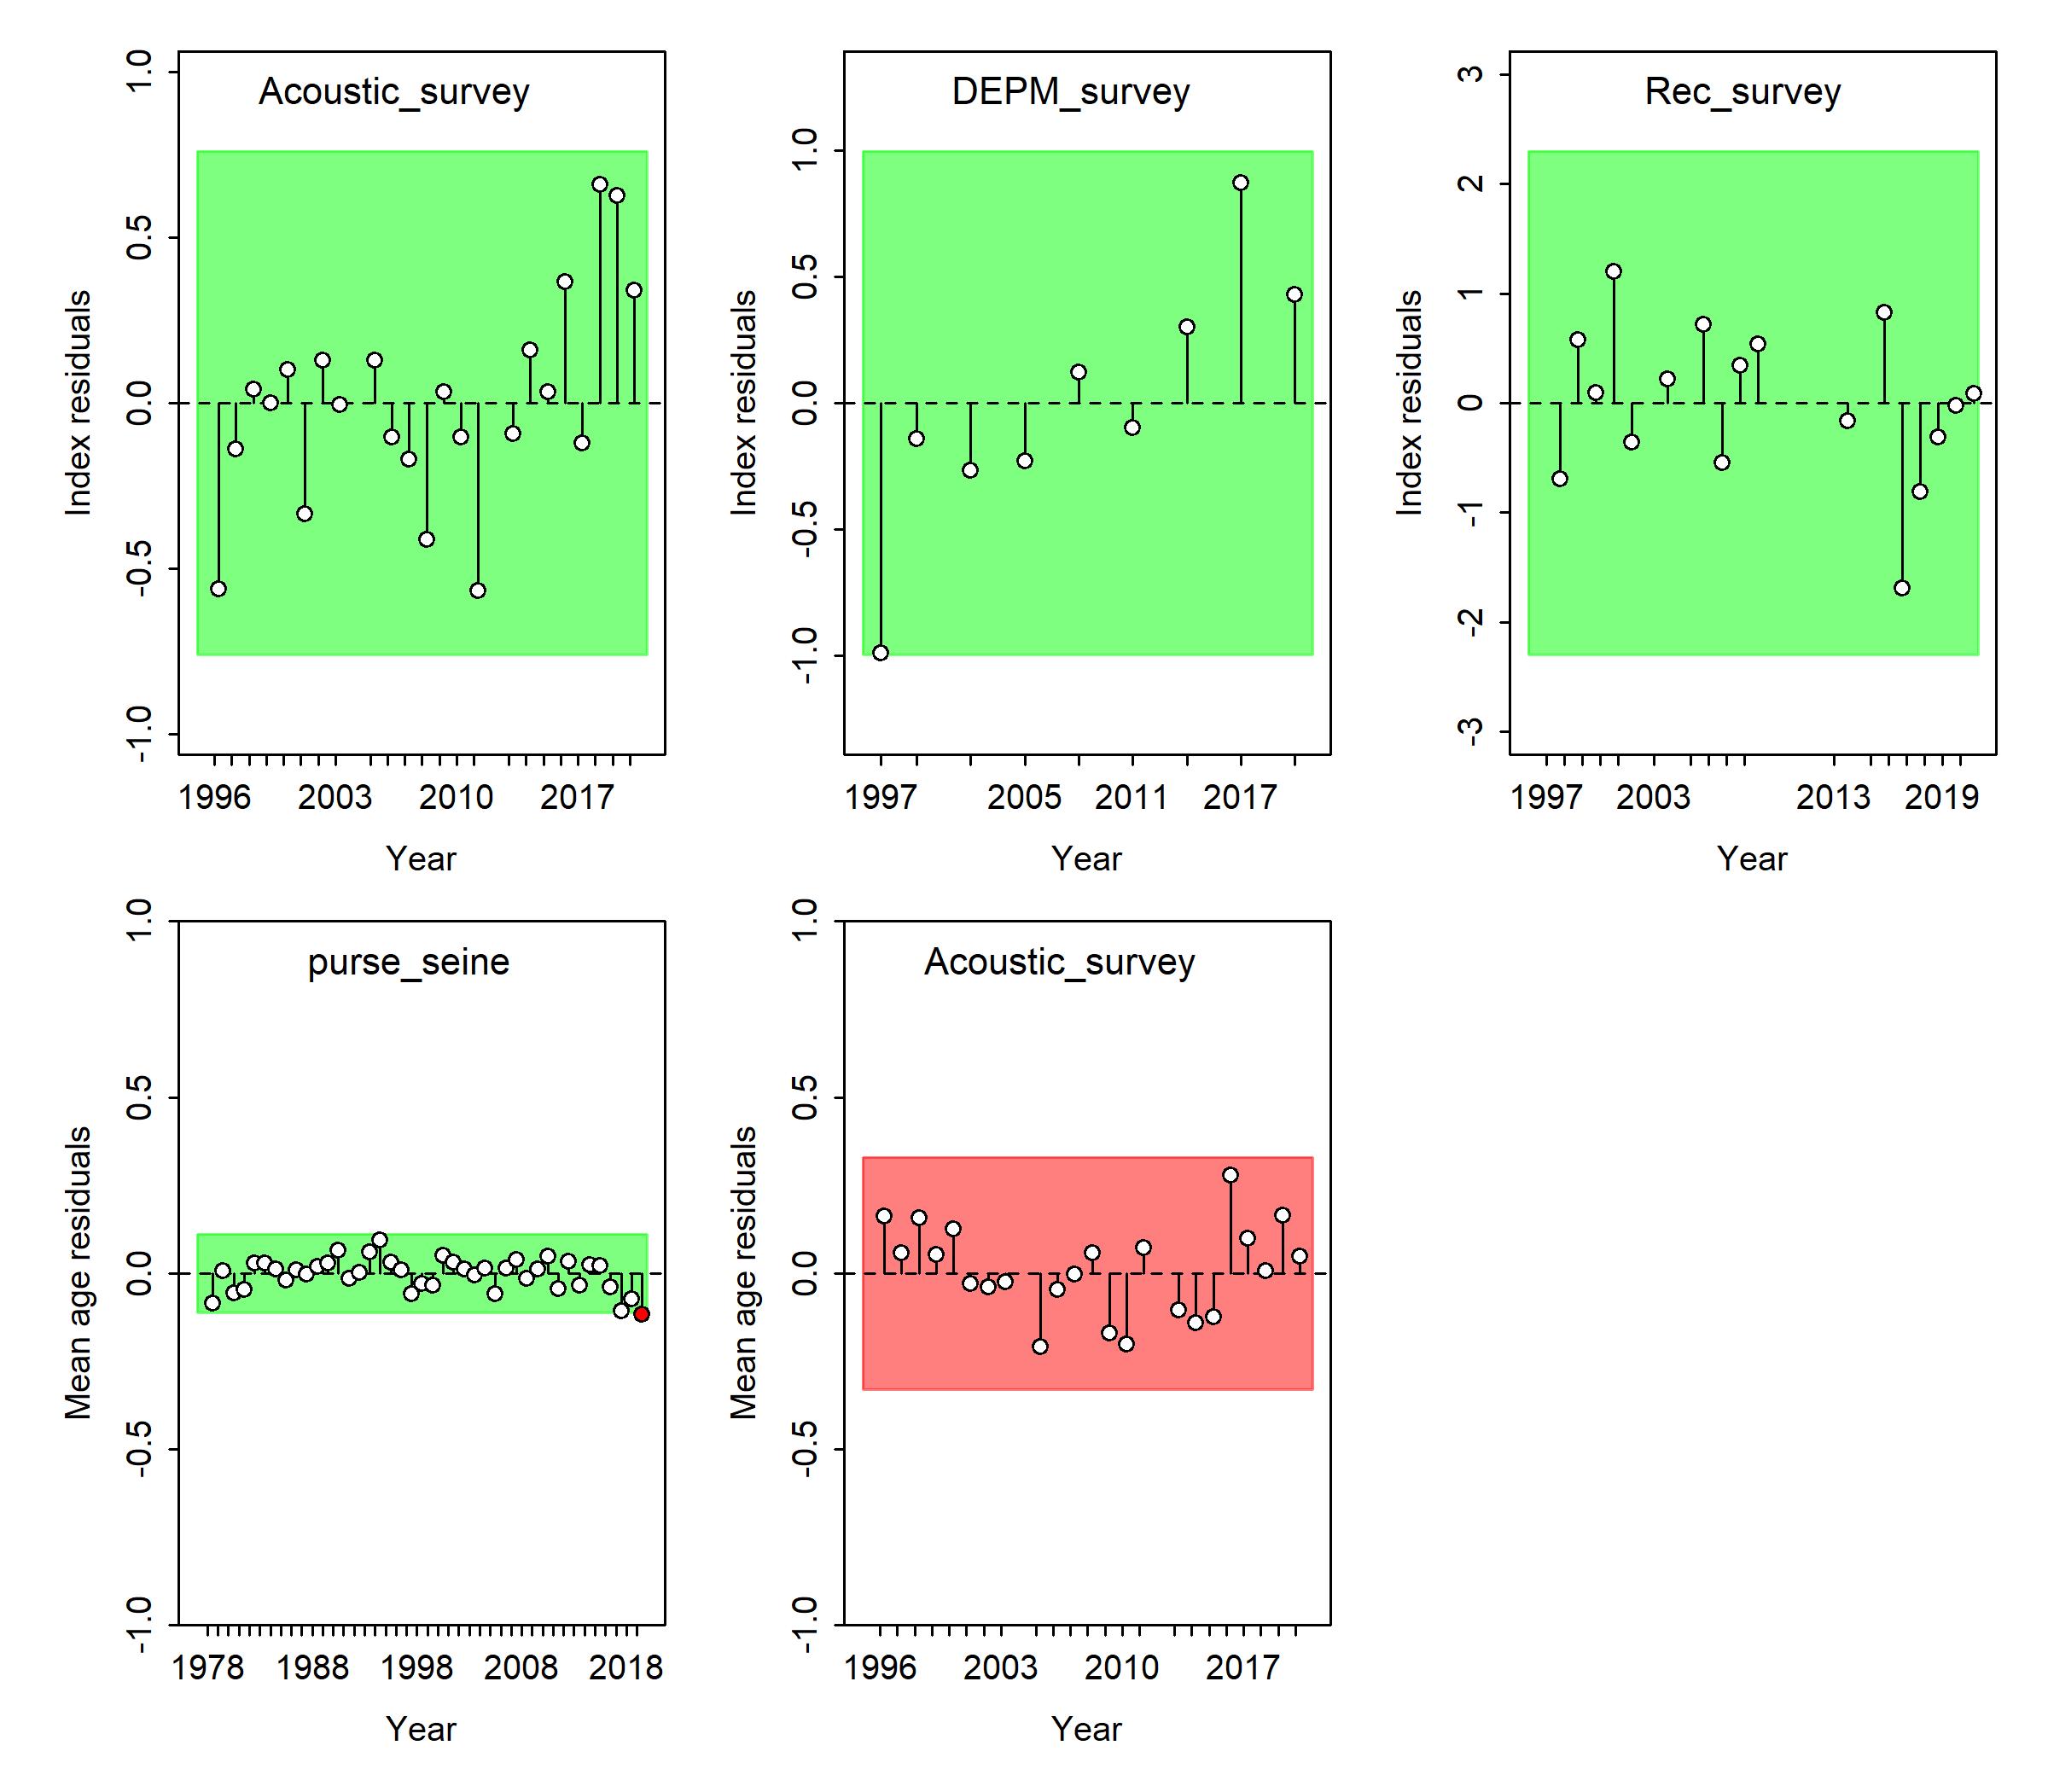 Acoustic_survey
Index residuals
1.0
0.5
0.0
-0.5
-1.0
1996 2003 2010 2017
Year
DEPM_survey
Index residuals
1.0
0.5
0.0
-0.5
-1.0
1997 2005 2011 2017
Year
Rec_survey
Index residuals
3
2
1
0
-1
-2
-3
1997 2003 2013 2019
Year
purse_seine
Mean age residuals
1.0
0.5
0.0
-0.5
-1.0
1978 1988 1998 2008 2018
Year
Acoustic_survey
Mean age residuals
1.0
0.5
0.0
-0.5
-1.0
1996 2003 2010 2017
Year